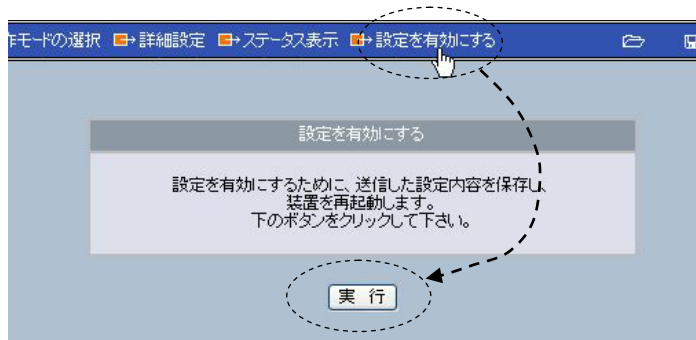 モードの選択 詳細設定 ステータス表示 設定を有効にする
設定を有効にする
設定を有効にするために、送信した設定内容を保存し、
装置を再起動します。
下のボタンをクリックして下さい。
実 行